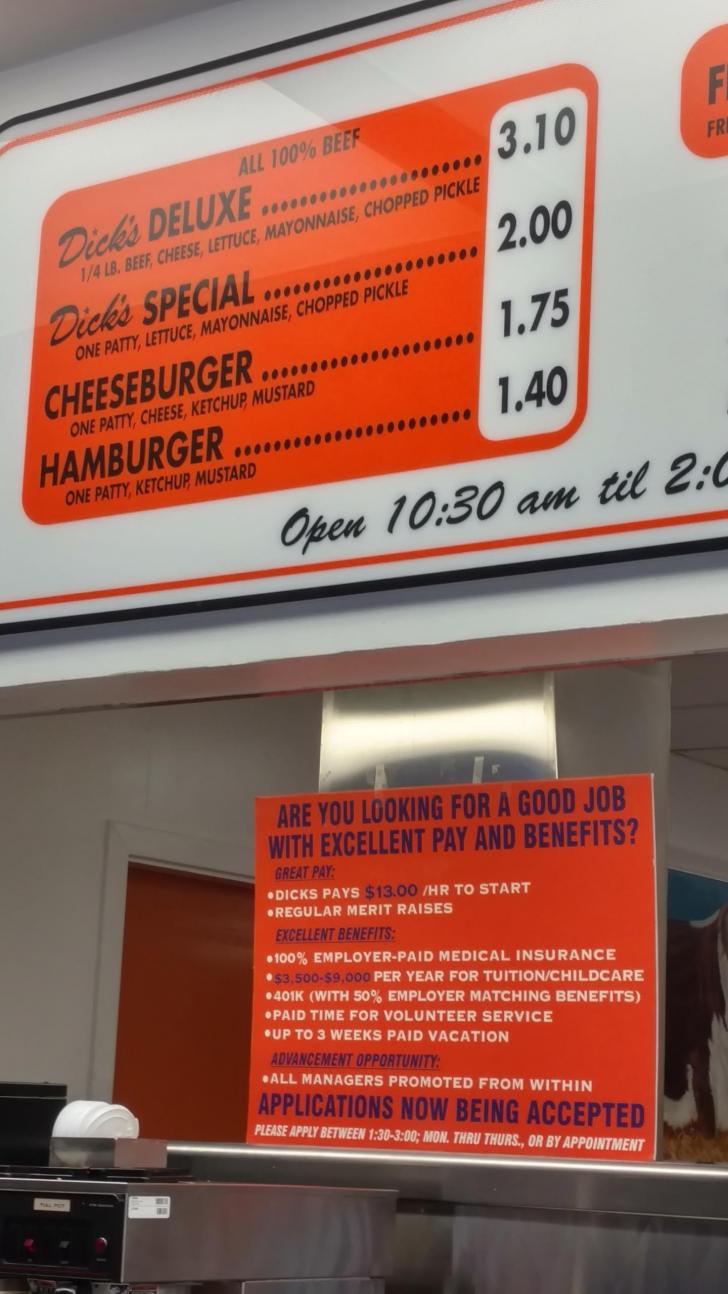 ALL 100% BEEF
Dick's DELUXE ........................ 3.10
1/4 LB. BEEF, CHEESE, LETTUCE, MAYONNAISE, CHOPPED PICKLE
Dick's SPECIAL ........................ 2.00
ONE PATTY, LETTUCE, MAYONNAISE, CHOPPED PICKLE
CHEESEBURGER ........................ 1.75
ONE PATTY, CHEESE, KETCHUP, MUSTARD
HAMBURGER ........................ 1.40
ONE PATTY, KETCHUP, MUSTARD
Open 10:30 am til
ARE YOU LOOKING FOR A GOOD JOB
WITH EXCELLENT PAY AND BENEFITS?
GREAT PAY:
•DICKS PAYS $13.00 /HR TO START
•REGULAR MERIT RAISES
EXCELLENT BENEFITS:
•100% EMPLOYER-PAID MEDICAL INSURANCE
•$3,500-$9,000 PER YEAR FOR TUITION/CHILDCARE
•401K (WITH 50% EMPLOYER MATCHING BENEFITS)
•PAID TIME FOR VOLUNTEER SERVICE
•UP TO 3 WEEKS PAID VACATION
ADVANCEMENT OPPORTUNITY:
•ALL MANAGERS PROMOTED FROM WITHIN
APPLICATIONS NOW BEING ACCEPTED
PLEASE APPLY BETWEEN 1:30-3:00; MON. THRU THURS., OR BY APPOINTMENT